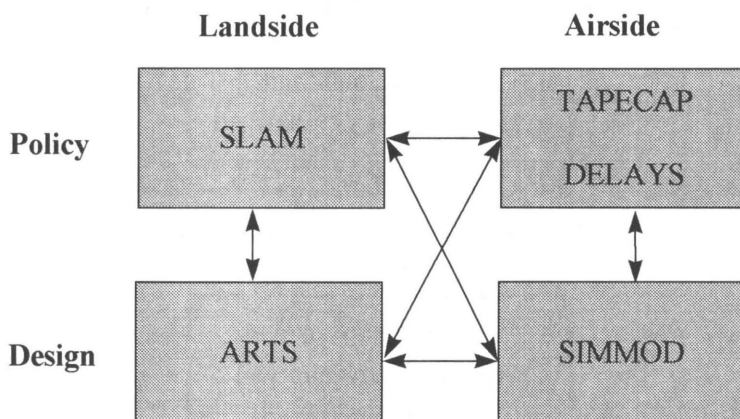 Landside Airside
Policy
SLAM
TAPECAP
DELAYS
Design
ARTS
SIMMOD